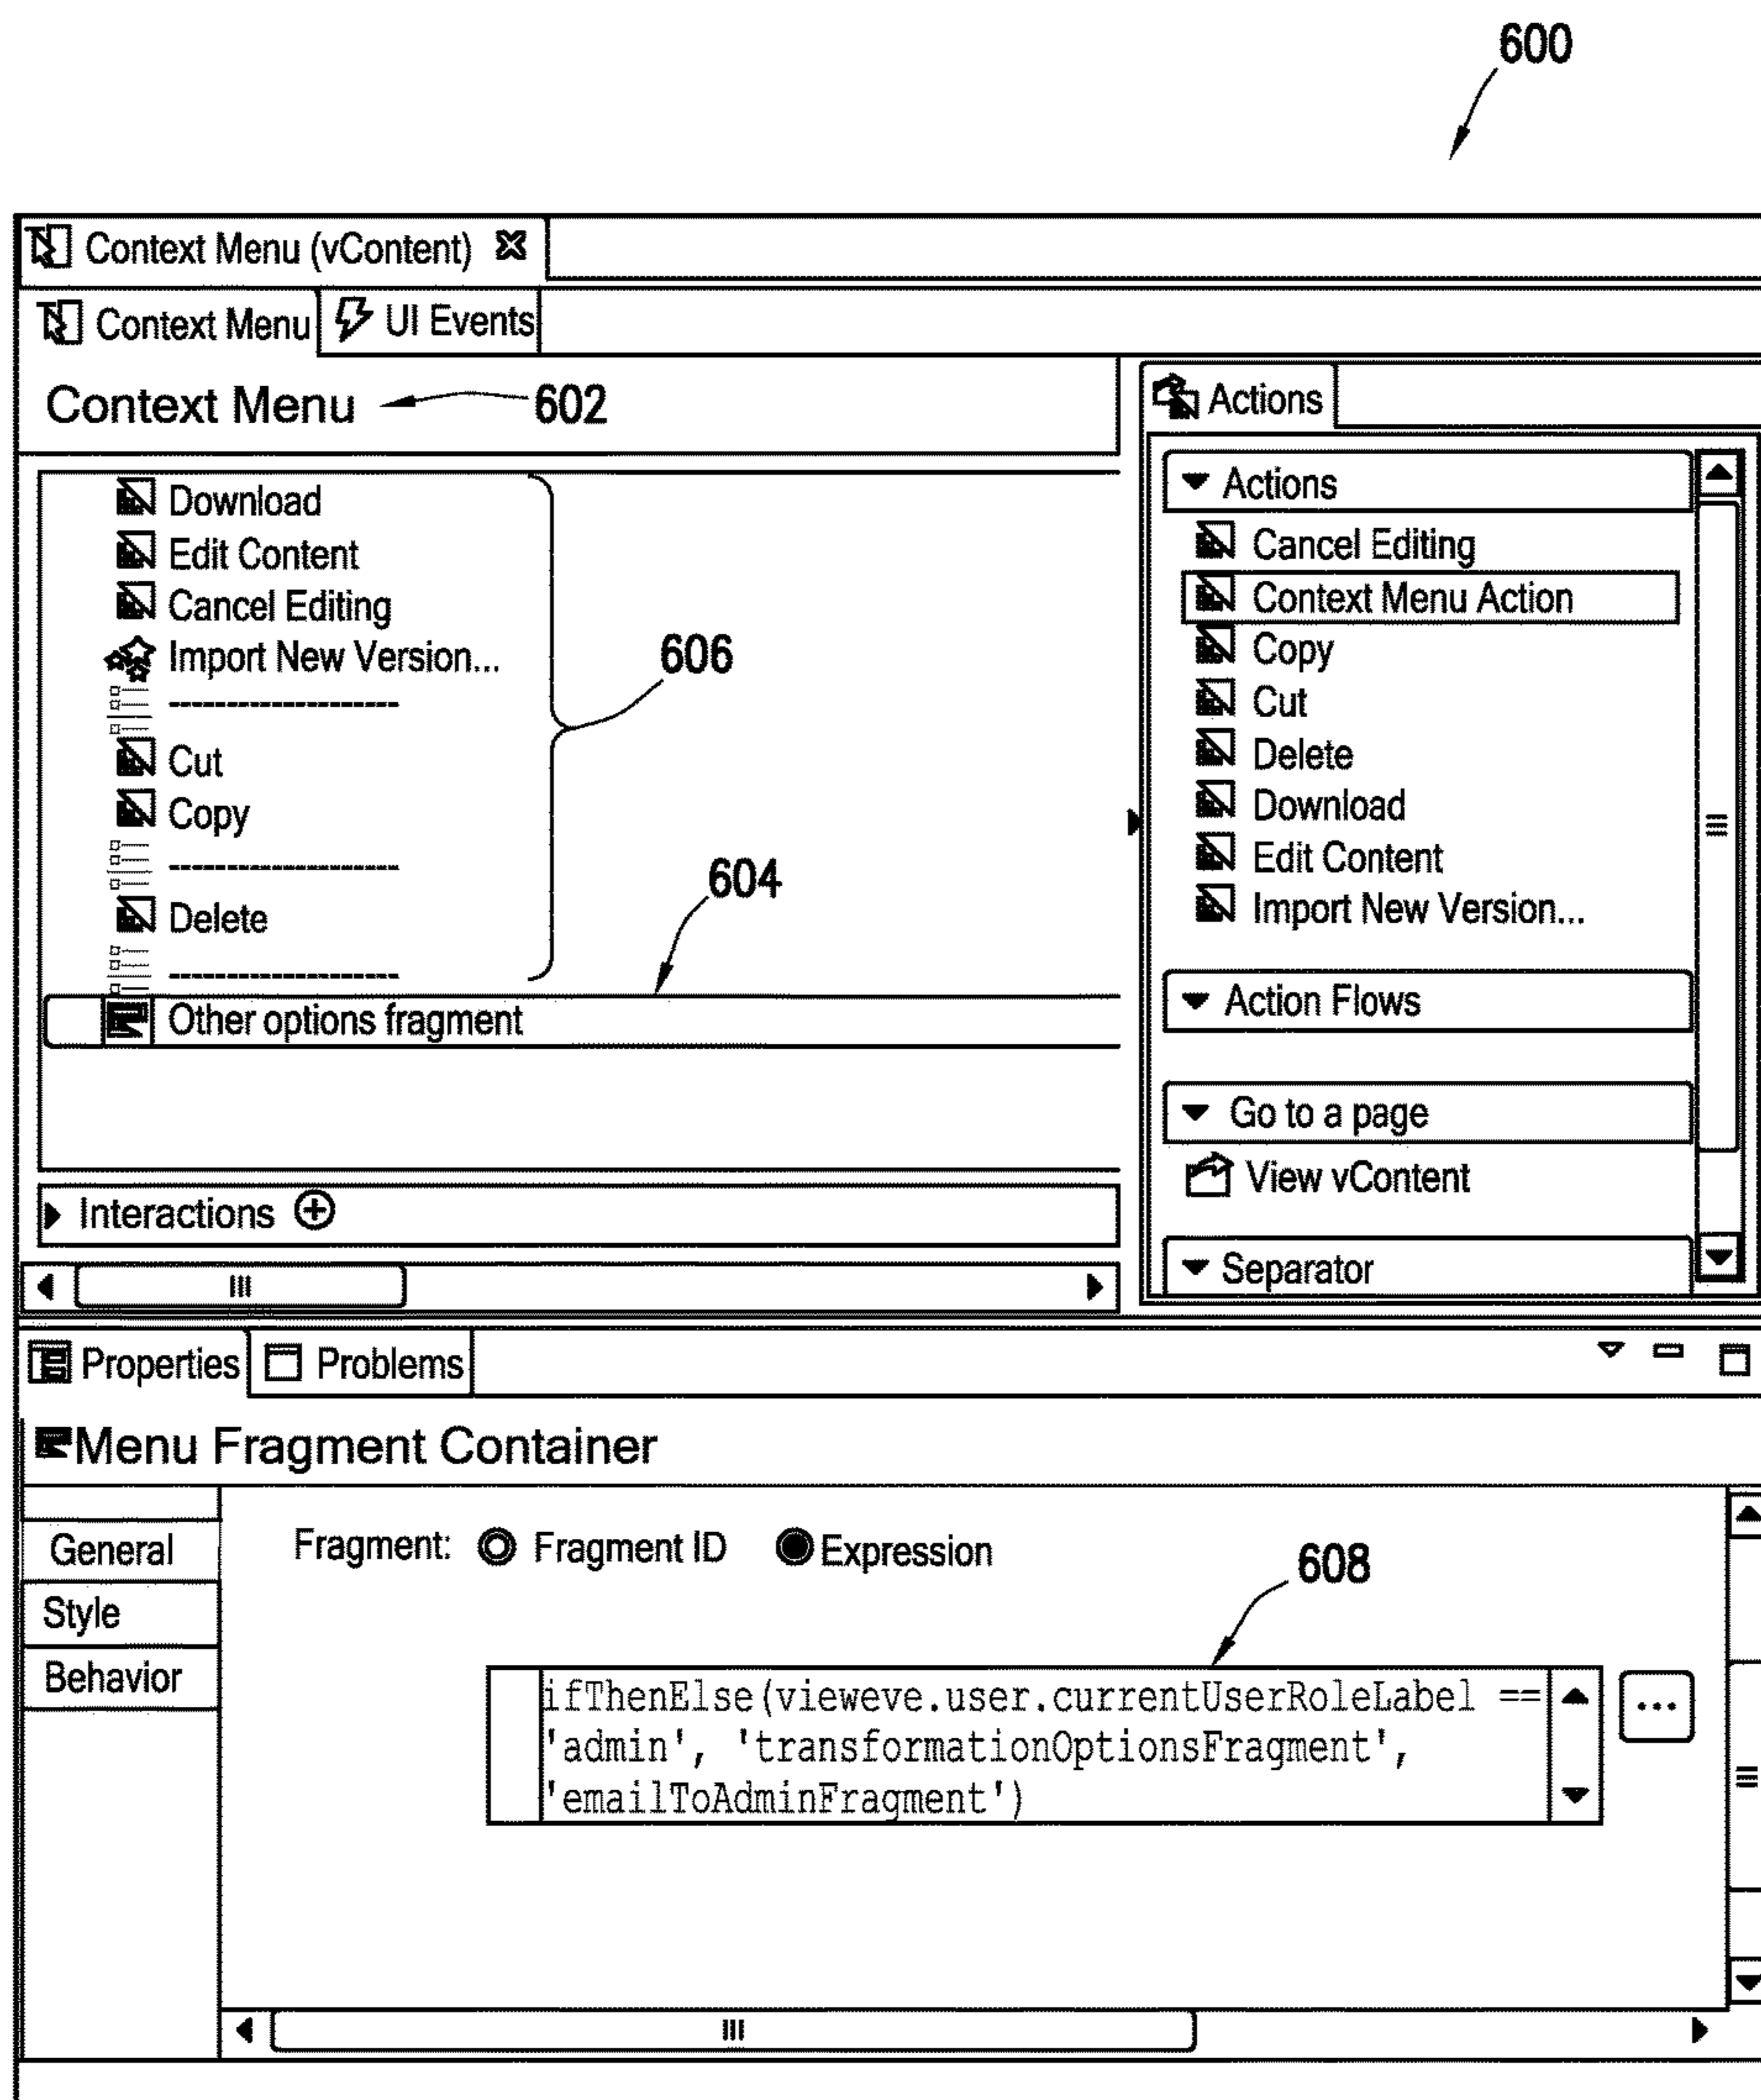 600
Context Menu (vContent)
Context Menu UI Events
Context Menu 602
Download
Edit Content
Cancel Editing
Import New Version...
--------------------
Cut
Copy
--------------------
Delete
--------------------
Other options fragment
606
604
Interactions
Actions
Actions
Cancel Editing
Context Menu Action
Copy
Cut
Delete
Download
Edit Content
Import New Version...
Action Flows
Go to a page
View vContent
Separator
Properties Problems
Menu Fragment Container
General
Style
Behavior
Fragment: Fragment ID Expression
608
ifThenElse(vieweve.user.currentUserRoleLabel ==
'admin', 'transformationOptionsFragment',
'emailToAdminFragment')
...